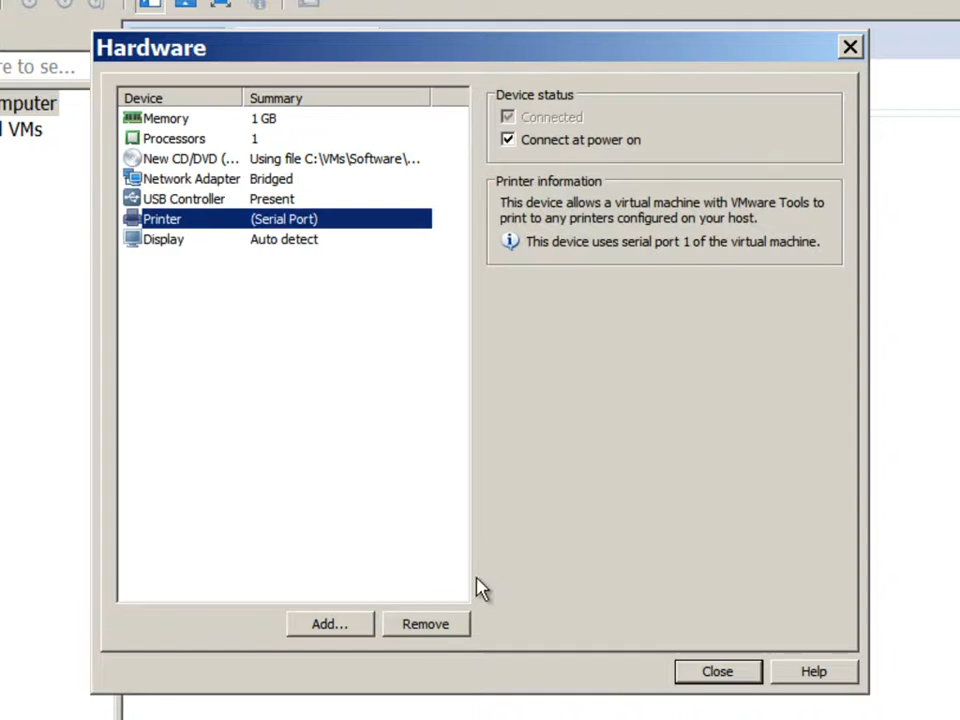 Hardware
re to se...
mputer
VMs
Device Summary
Memory 1 GB
Processors 1
New CD/DVD (... Using file C:\VMs\Software\...
Network Adapter Bridged
USB Controller Present
Printer (Serial Port)
Display Auto detect
Add... Remove
Device status
Connected
Connect at power on
Printer information
This device allows a virtual machine with VMware Tools to
print to any printers configured on your host.
This device uses serial port 1 of the virtual machine.
Close Help